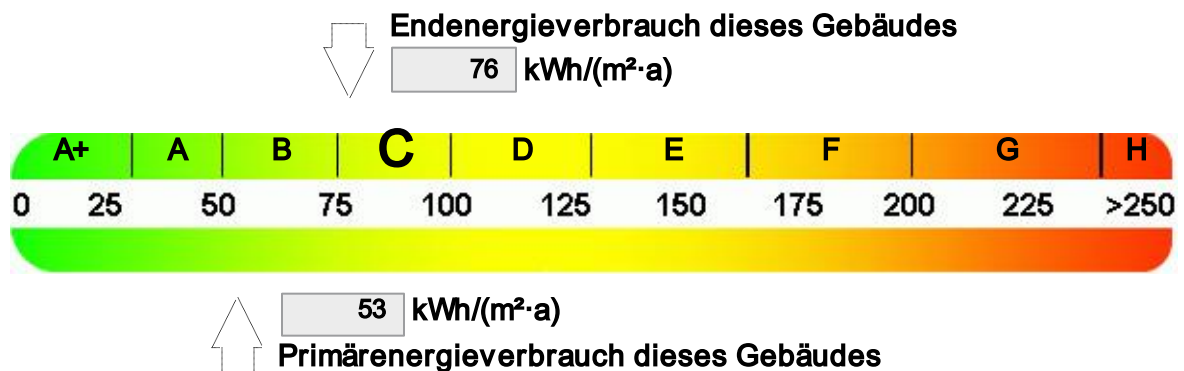 Endenergieverbrauch dieses Gebäudes
76 kWh/(m²·a)
A+ A B C D E F G H
0 25 50 75 100 125 150 175 200 225 >250
53 kWh/(m²·a)
Primärenergieverbrauch dieses Gebäudes